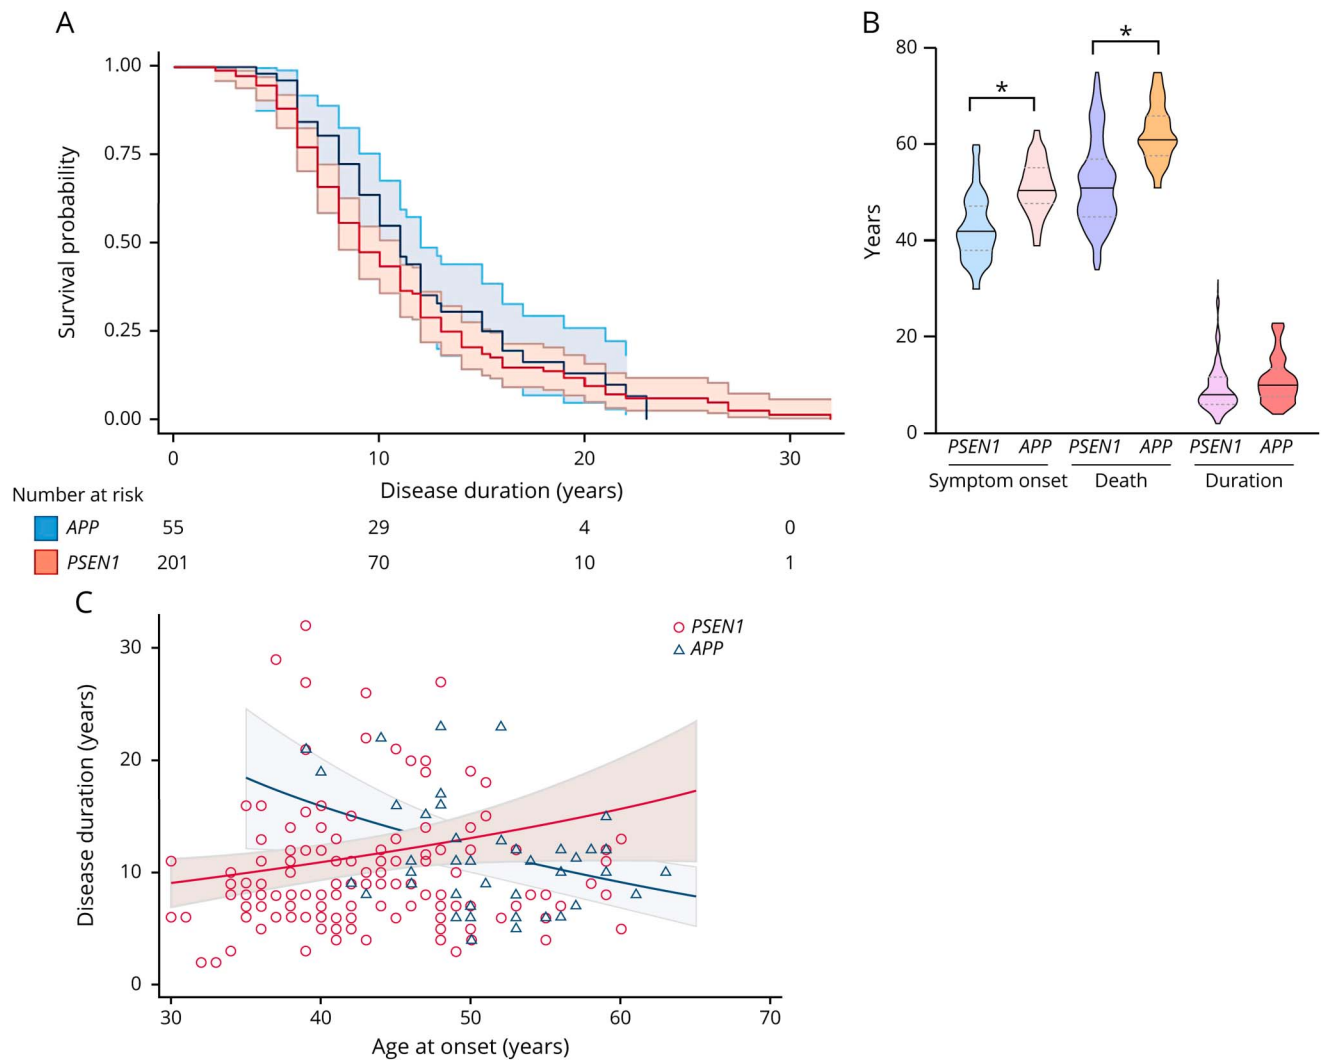 A
1.00
0.75
0.50
0.25
0.00
Survival probability
0
10
20
30
Disease duration (years)
Number at risk
APP 55 29 4 0
PSEN1 201 70 10 1
B
80
60
40
20
0
Years
*
*
PSEN1 APP PSEN1 APP PSEN1 APP
Symptom onset Death Duration
C
PSEN1
APP
30
20
10
0
Disease duration (years)
30 40 50 60 70
Age at onset (years)